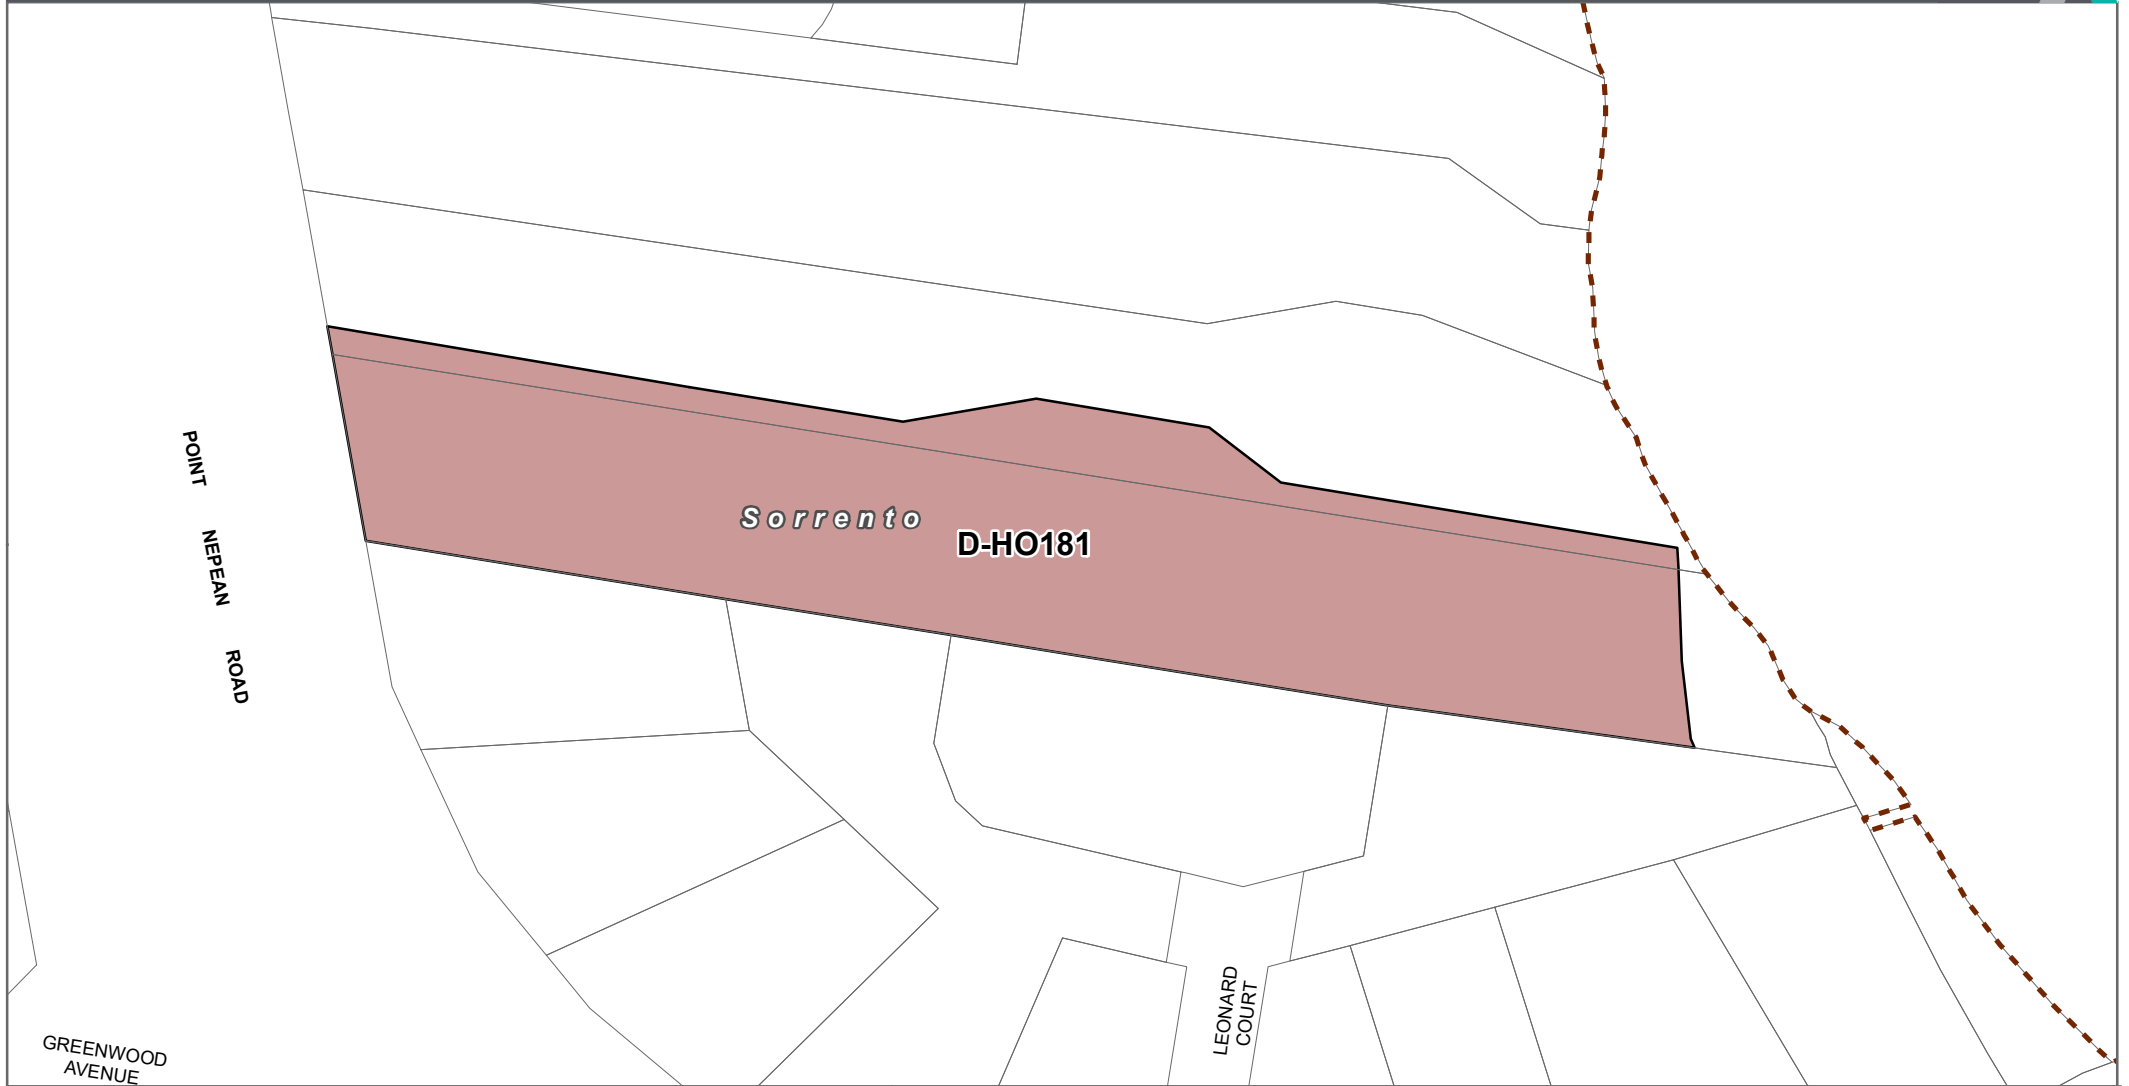 POINT NEPEAN ROAD
Sorrento
D-HO181
LEONARD
COURT
GREENWOOD
AVENUE